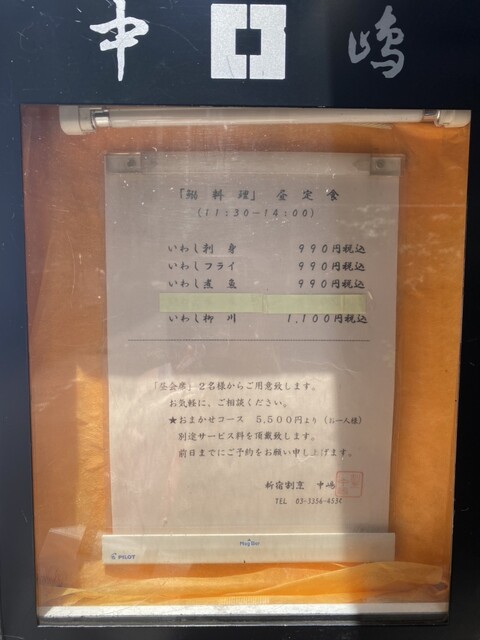 中 嶋
「鰯 料 理」 昼 定 食
(11:30－14:00)
いわし刺 身 990円税込
いわしフライ 990円税込
いわし煮 魚 990円税込
いわし柳 川 1,100円税込
「昼会席」2名様からご用意致します。
お気軽に、ご相談ください。
★おまかせコース 5,500円より（お一人様）
別途サービス料を頂戴致します。
前日までにご予約をお願い申し上げます。
新宿割烹 中嶋
TEL 03-3356-4534
PILOT